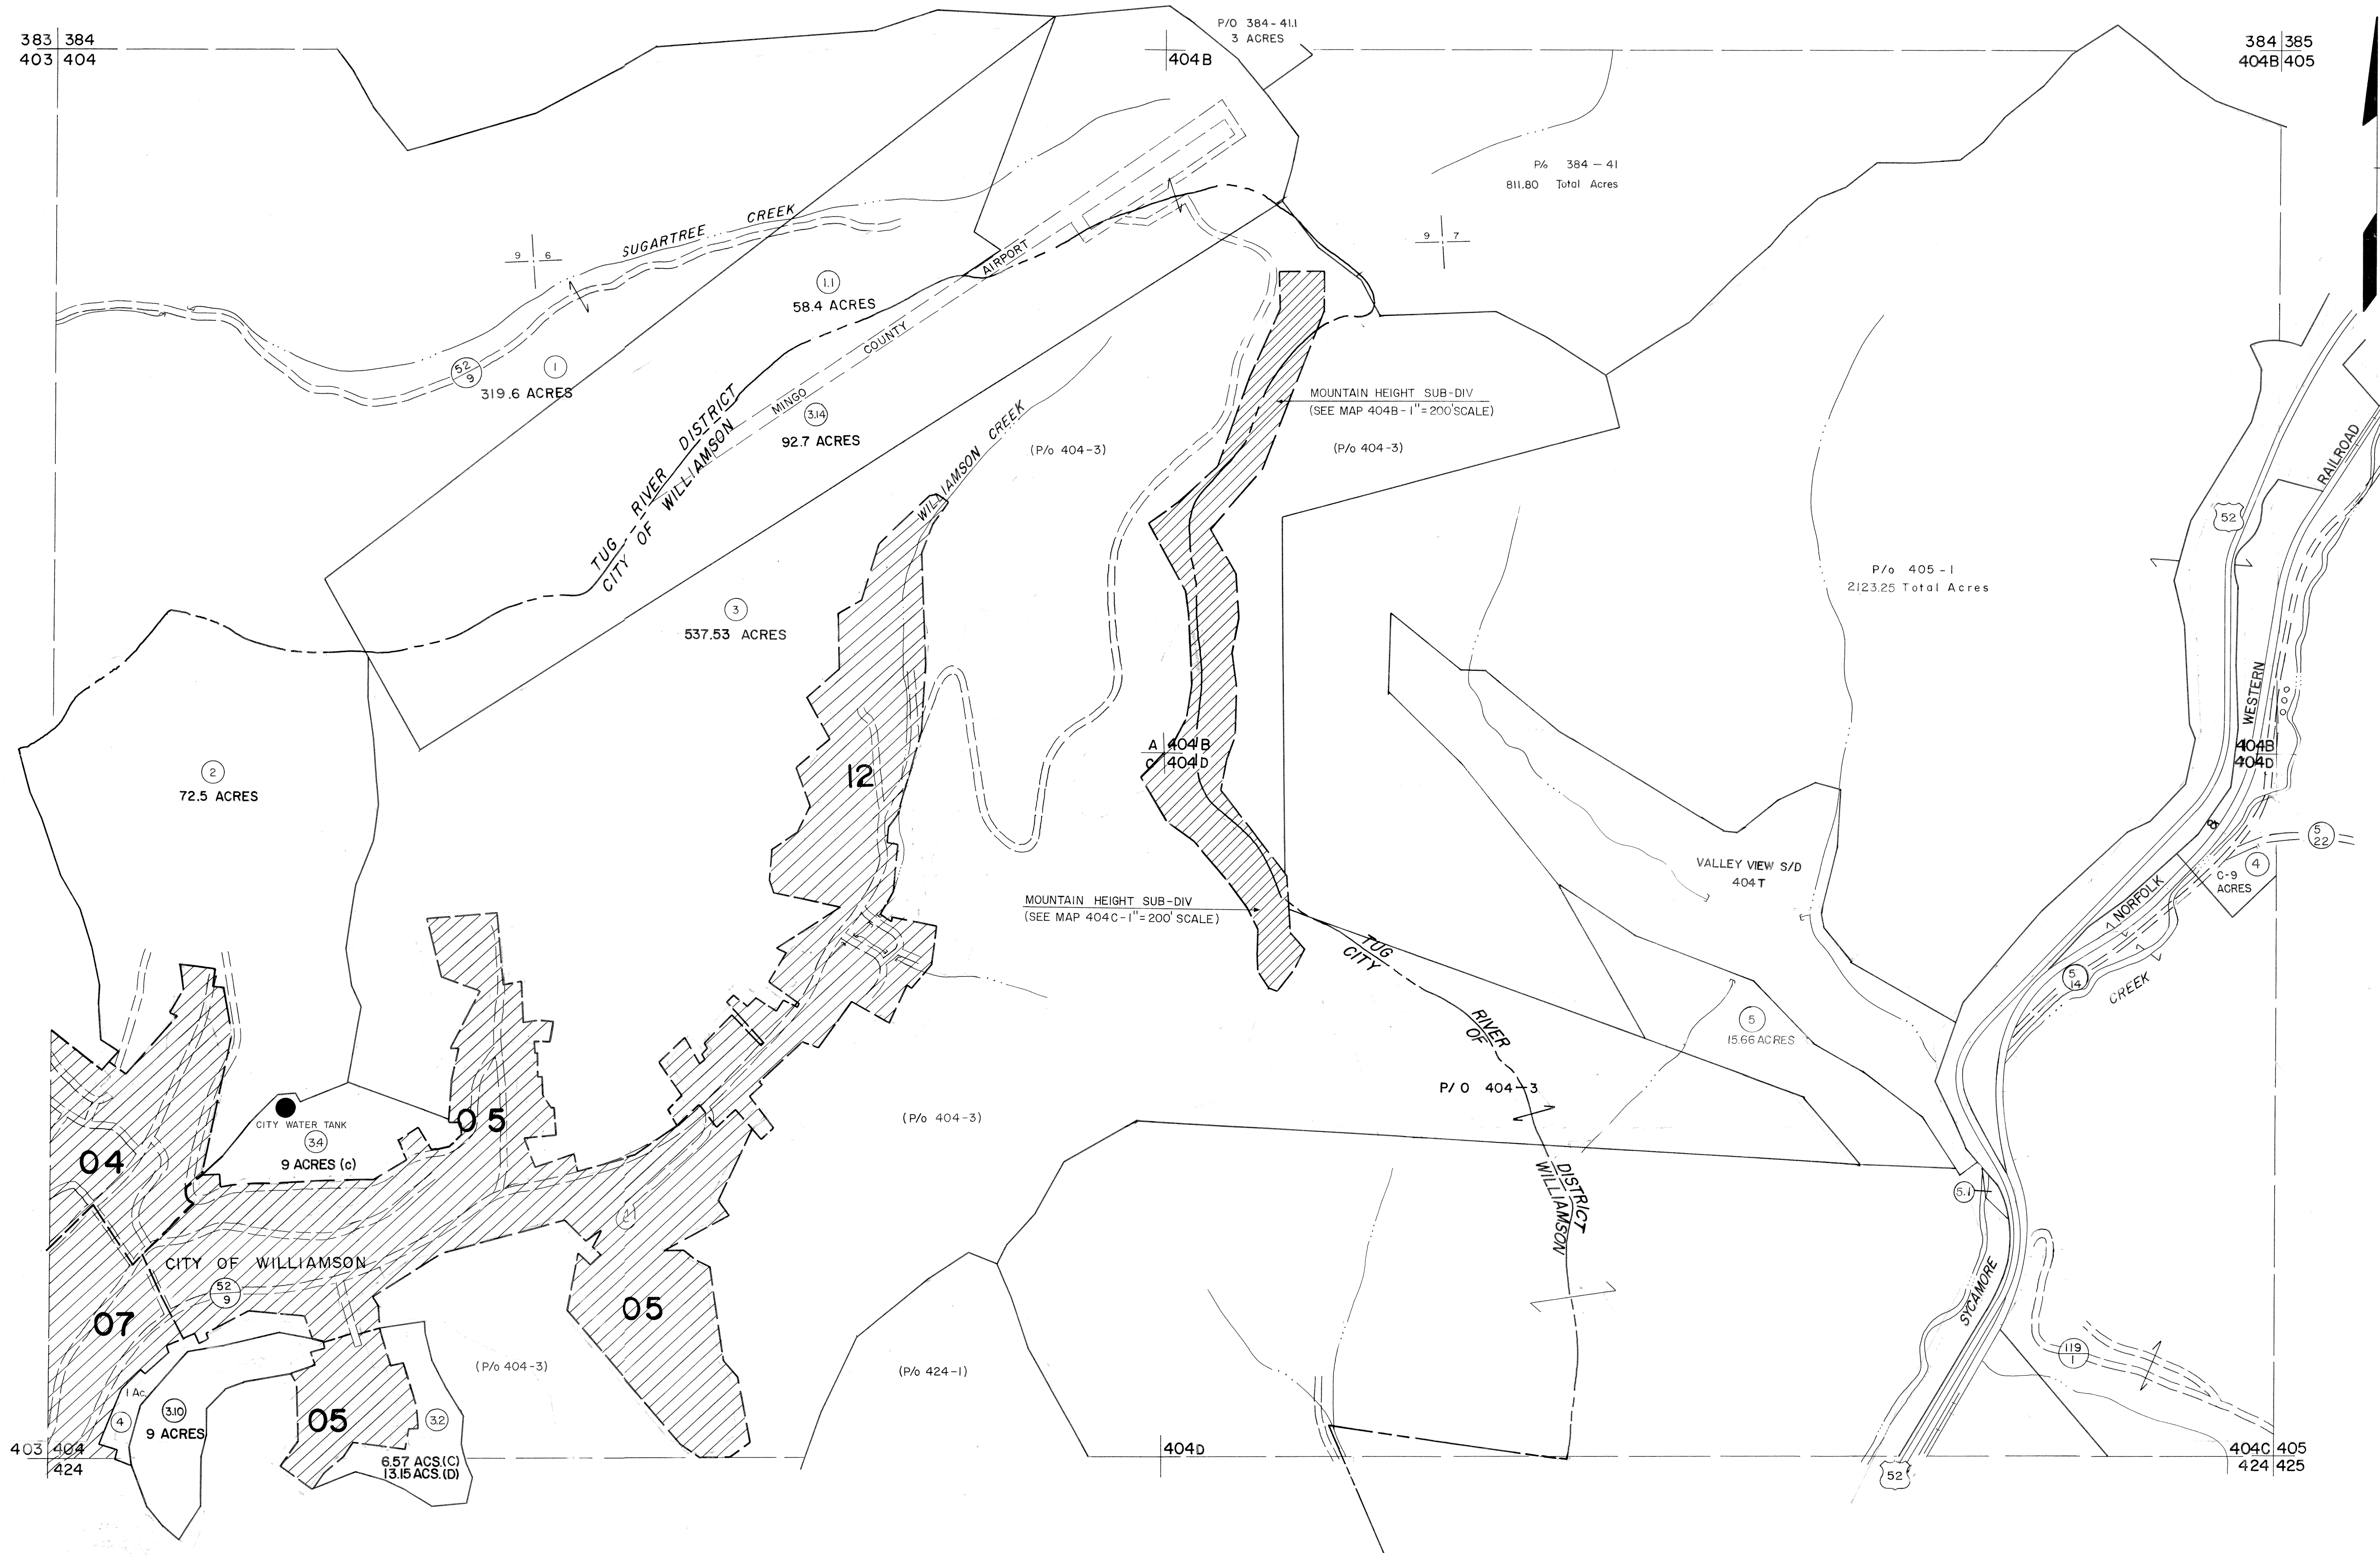 P/O 384-41.1
3 ACRES
383 384
403 404
404B
384 385
404B 405
P/o 384-41
811.80 Total Acres
SUGARTREE CREEK
9 6
9 7
AIRPORT
1.1
58.4 ACRES
COUNTY
52
9
1
319.6 ACRES
MINGO
3.14
92.7 ACRES
TUG RIVER DISTRICT
CITY OF WILLIAMSON
WILLIAMSON CREEK
MOUNTAIN HEIGHT SUB-DIV
(SEE MAP 404B-1"=200' SCALE)
(P/o 404-3)
(P/o 404-3)
RAILROAD
52
P/o 405-1
2123.25 Total Acres
3
537.53 ACRES
WESTERN
A 404B
C 404D
404B
404D
2
72.5 ACRES
12
&
5
22
VALLEY VIEW S/D
404T
4
C-9
ACRES
NORFOLK
MOUNTAIN HEIGHT SUB-DIV
(SEE MAP 404C-1"=200' SCALE)
TUG
CITY
5
14
CREEK
RIVER
OF
5
15.66 ACRES
P/O 404-3
CITY WATER TANK
3.4
9 ACRES (c)
05
(P/o 404-3)
04
DISTRICT
WILLIAMSON
5.1
CITY OF WILLIAMSON
52
9
07
05
SYCAMORE
119
1
(P/o 404-3)
(P/o 424-1)
1 Ac.
4
3.10
9 ACRES
05
3.2
6.57 ACS.(C)
13.15 ACS.(D)
403 404
424
404D
404C 405
424 425
52